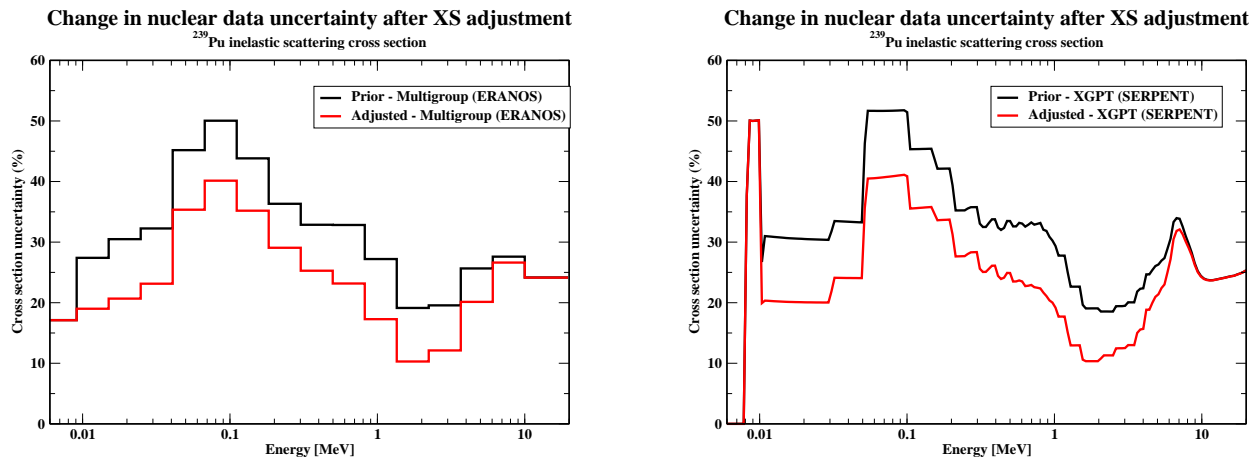 Change in nuclear data uncertainty after XS adjustment
²³⁹Pu inelastic scattering cross section
60
50
40
30
20
10
0
Cross section uncertainty (%)
Prior - Multigroup (ERANOS)
Adjusted - Multigroup (ERANOS)
0.01
0.1
1
10
Energy [MeV]
Change in nuclear data uncertainty after XS adjustment
²³⁹Pu inelastic scattering cross section
60
50
40
30
20
10
0
Cross section uncertainty (%)
Prior - XGPT (SERPENT)
Adjusted - XGPT (SERPENT)
0.01
0.1
1
10
Energy [MeV]